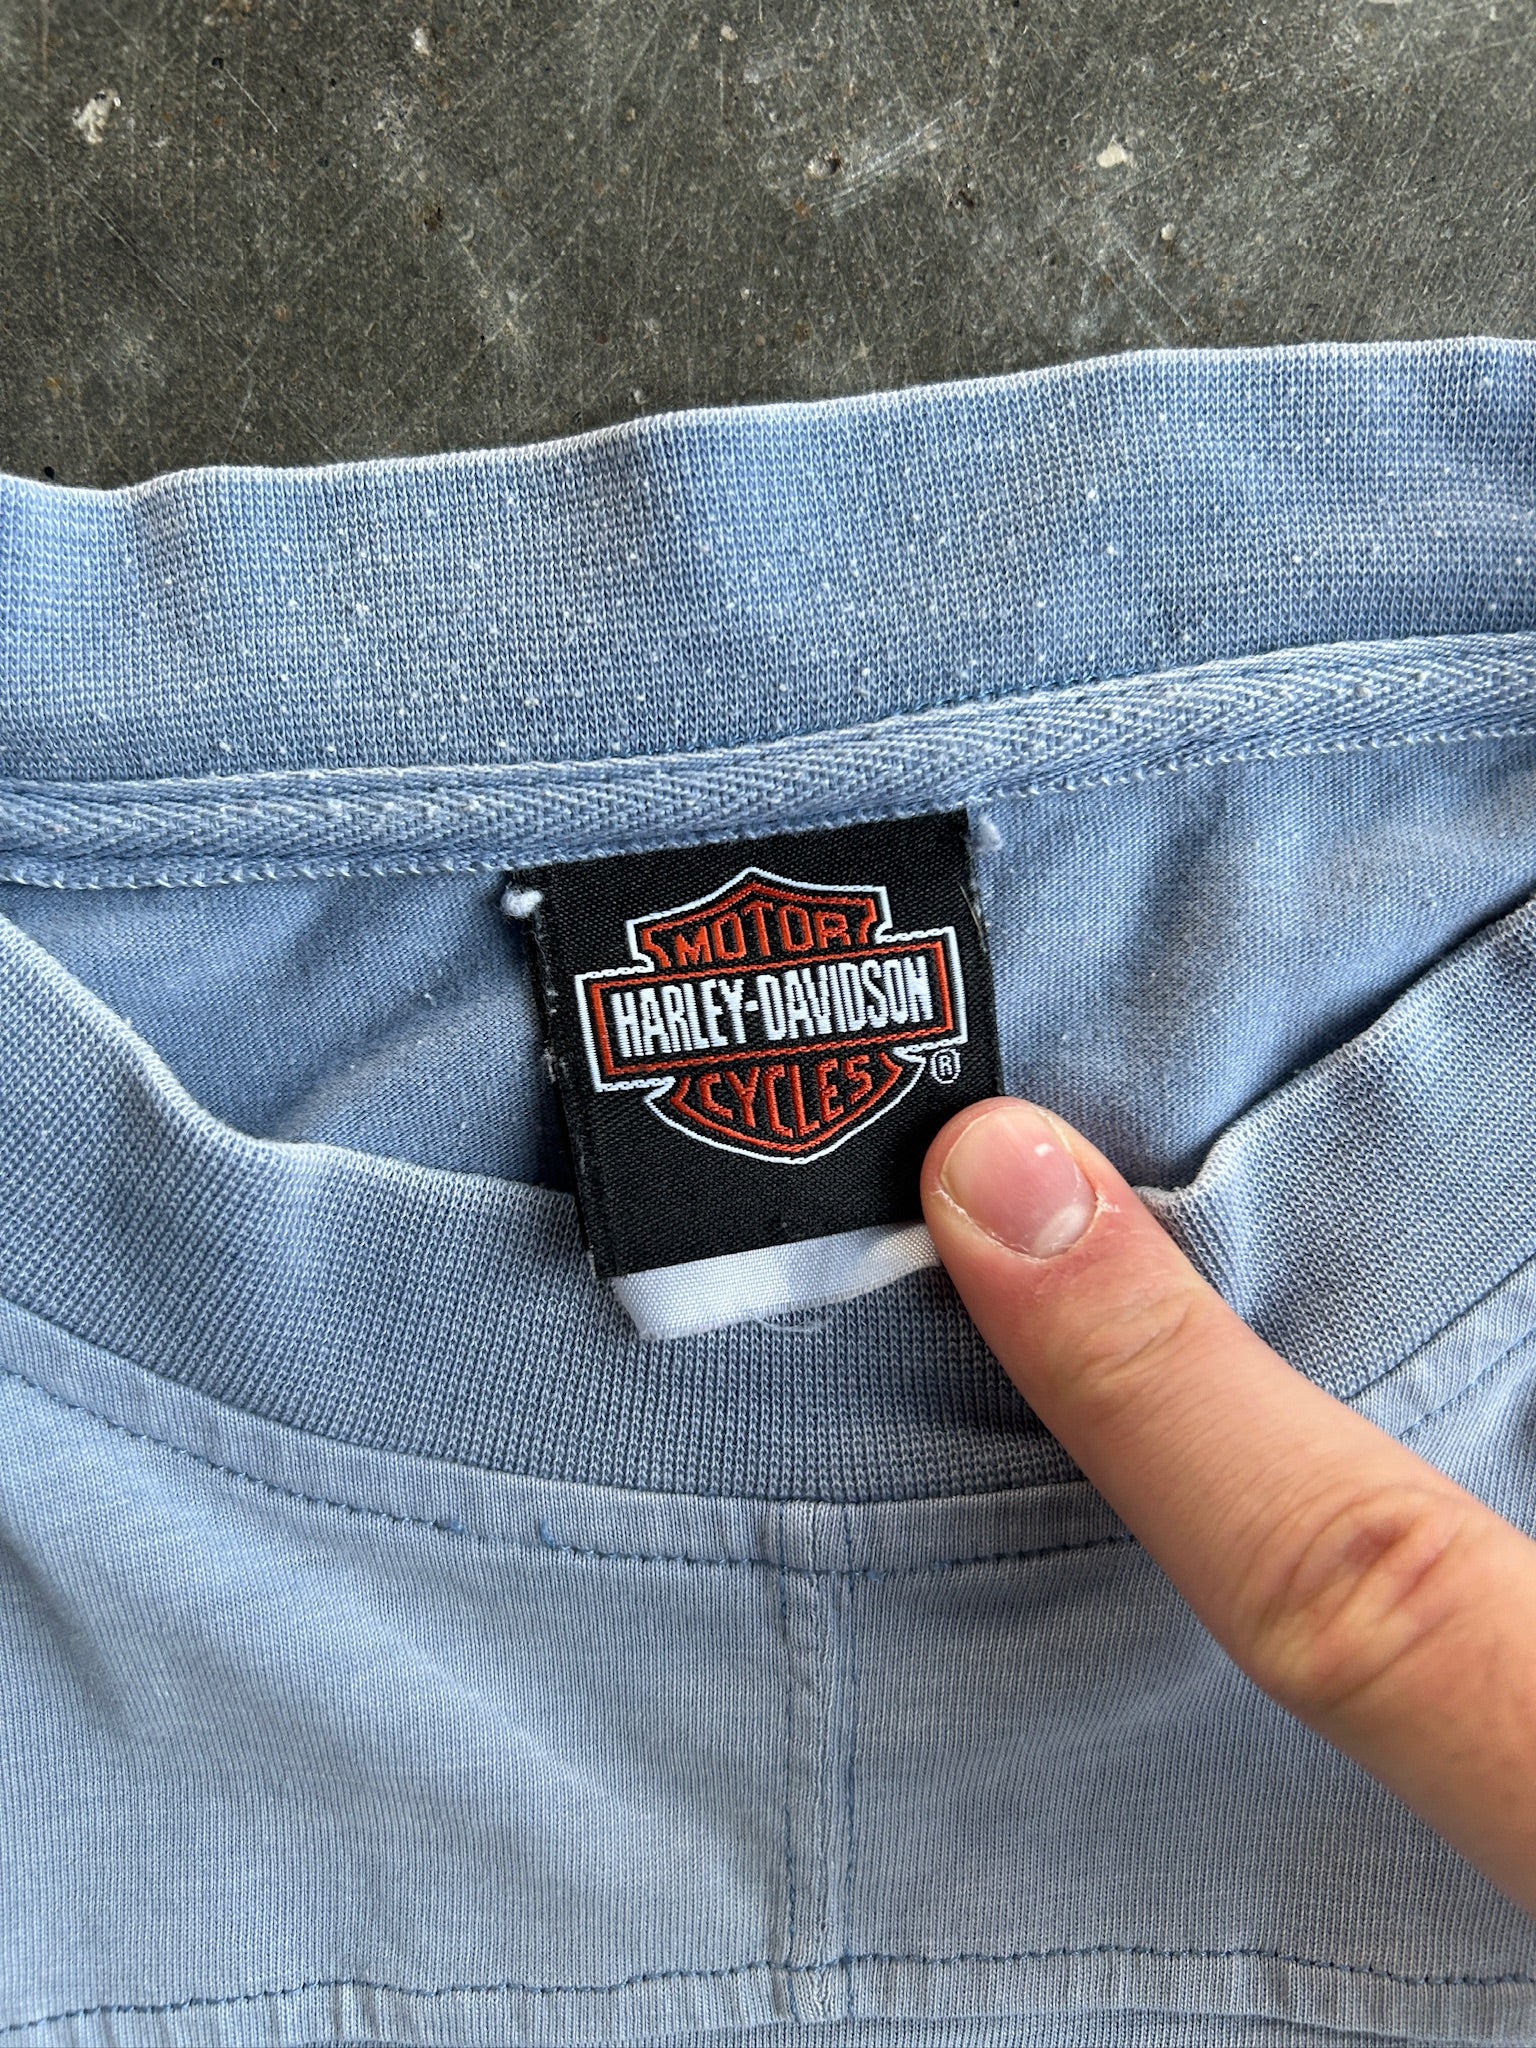 MOTOR
HARLEY-DAVIDSON
CYCLES
®